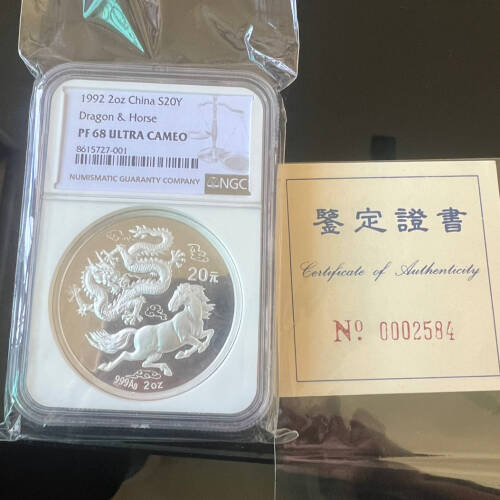 1992 2oz China S20Y
Dragon & Horse
PF 68 ULTRA CAMEO
8615727-001
NUMISMATIC GUARANTY COMPANY
NGC
20元
999Ag 2oz
鑒定證書
Certificate of Authenticity
Nº 0002584